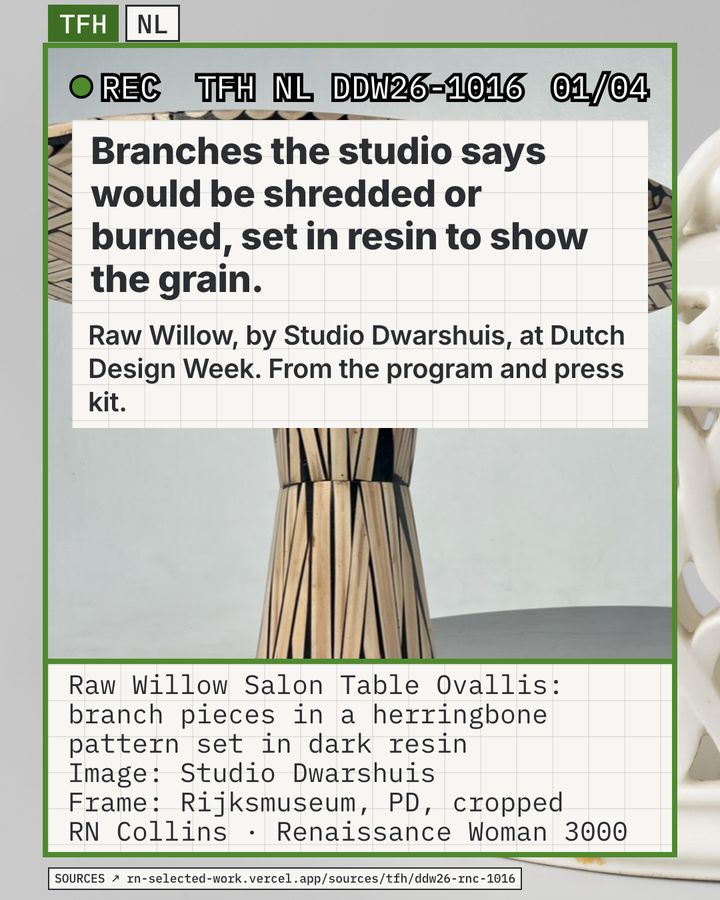 TFH NL
REC TFH NL DDW26-1016 01/04
Branches the studio says
would be shredded or
burned, set in resin to show
the grain.
Raw Willow, by Studio Dwarshuis, at Dutch
Design Week. From the program and press
kit.
Raw Willow Salon Table Ovallis:
branch pieces in a herringbone
pattern set in dark resin
Image: Studio Dwarshuis
Frame: Rijksmuseum, PD, cropped
RN Collins · Renaissance Woman 3000
SOURCES ↗ rn-selected-work.vercel.app/sources/tfh/ddw26-rnc-1016